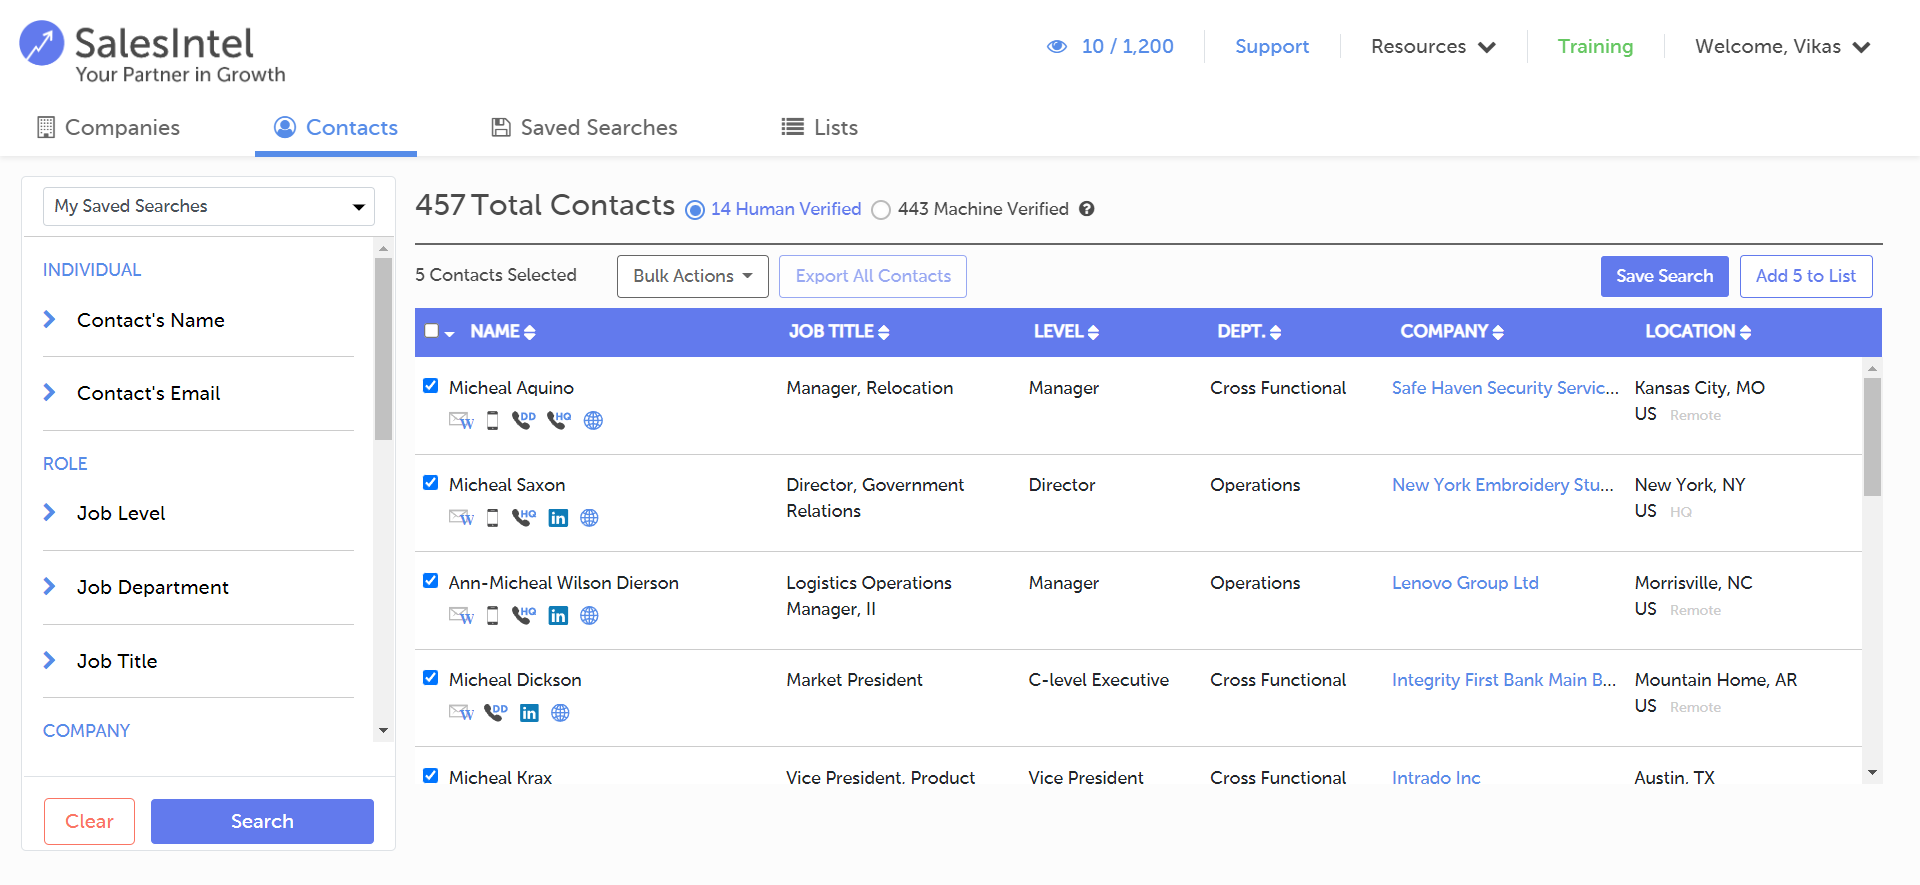 SalesIntel
Your Partner in Growth
10 / 1,200
Support
Resources
Training
Welcome, Vikas
Companies
Contacts
Saved Searches
Lists
My Saved Searches
INDIVIDUAL
Contact's Name
Contact's Email
ROLE
Job Level
Job Department
Job Title
COMPANY
Clear
Search
457 Total Contacts 14 Human Verified 443 Machine Verified ?
5 Contacts Selected
Bulk Actions
Export All Contacts
Save Search
Add 5 to List
NAME JOB TITLE LEVEL DEPT. COMPANY LOCATION
Micheal Aquino Manager, Relocation Manager Cross Functional Safe Haven Security Servic... Kansas City, MO
W DD HQ US Remote
Micheal Saxon Director, Government Director Operations New York Embroidery Stu... New York, NY
W HQ in Relations US HQ
Ann-Micheal Wilson Dierson Logistics Operations Manager Operations Lenovo Group Ltd Morrisville, NC
W HQ in Manager, II US Remote
Micheal Dickson Market President C-level Executive Cross Functional Integrity First Bank Main B... Mountain Home, AR
W DD in US Remote
Micheal Krax Vice President, Product Vice President Cross Functional Intrado Inc Austin, TX